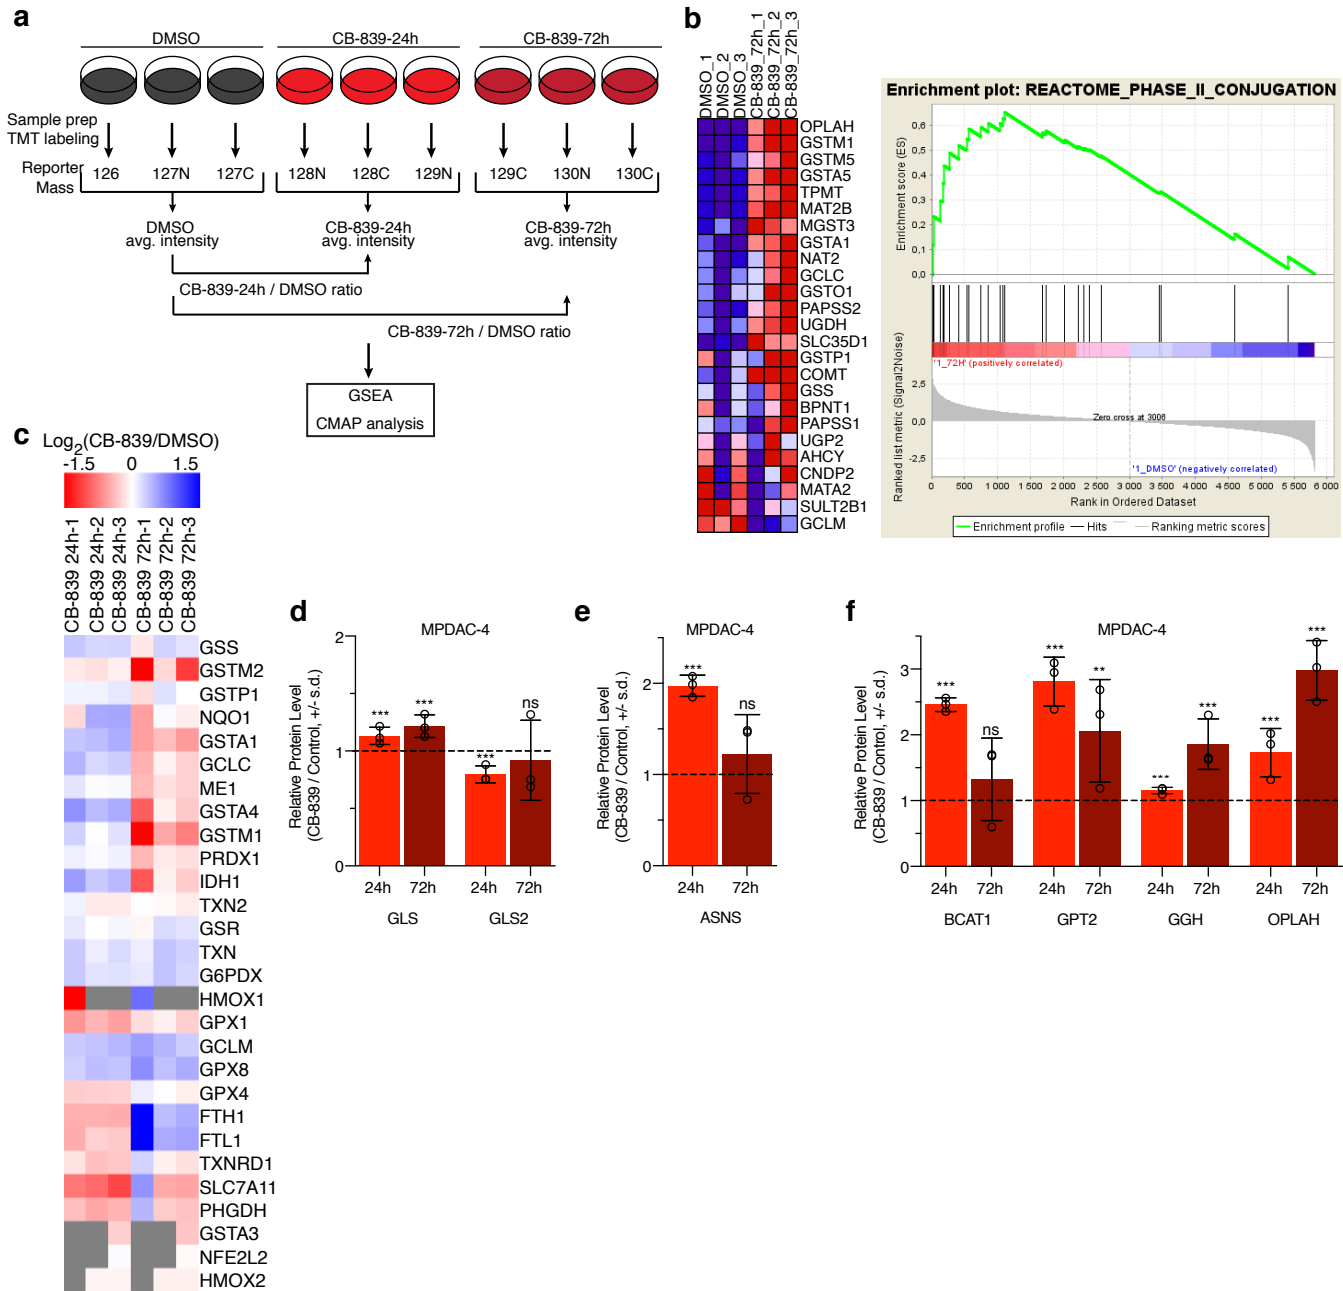 a
DMSO
CB-839-24h
CB-839-72h
Sample prep
TMT labeling
Reporter
Mass
126
127N
127C
128N
128C
129N
129C
130N
130C
DMSO
avg. intensity
CB-839-24h
avg. intensity
CB-839-72h
avg. intensity
CB-839-24h / DMSO ratio
CB-839-72h / DMSO ratio
GSEA
CMAP analysis
b
DMSO_1
DMSO_2
DMSO_3
CB-839_72h_1
CB-839_72h_2
CB-839_72h_3
OPLAH
GSTM1
GSTM5
GSTA5
TPMT
MAT2B
MGST3
GSTA1
NAT2
GCLC
GSTO1
PAPSS2
UGDH
SLC35D1
GSTP1
COMT
GSS
BPNT1
PAPSS1
UGP2
AHCY
CNDP2
MATA2
SULT2B1
GCLM
Enrichment plot: REACTOME_PHASE_II_CONJUGATION
Enrichment score (ES)
0,6
0,5
0,4
0,3
0,2
0,1
0,0
'1_72H' (positively correlated)
Ranked list metric (Signal2Noise)
2,5
0,0
-2,5
Zero cross at 3006
'1_DMSO' (negatively correlated)
0 500 1 000 1 500 2 000 2 500 3 000 3 500 4 000 4 500 5 000 5 500 6 000
Rank in Ordered Dataset
Enrichment profile Hits Ranking metric scores
c
Log2(CB-839/DMSO)
-1.5 0 1.5
CB-839 24h-1
CB-839 24h-2
CB-839 24h-3
CB-839 72h-1
CB-839 72h-2
CB-839 72h-3
GSS
GSTM2
GSTP1
NQO1
GSTA1
GCLC
ME1
GSTA4
GSTM1
PRDX1
IDH1
TXN2
GSR
TXN
G6PDX
HMOX1
GPX1
GCLM
GPX8
GPX4
FTH1
FTL1
TXNRD1
SLC7A11
PHGDH
GSTA3
NFE2L2
HMOX2
d
MPDAC-4
Relative Protein Level
(CB-839 / Control, +/- s.d.)
2
1
0
***
***
***
ns
24h 72h 24h 72h
GLS GLS2
e
MPDAC-4
Relative Protein Level
(CB-839 / Control, +/- s.d.)
2
1
0
***
ns
24h 72h
ASNS
f
MPDAC-4
Relative Protein Level
(CB-839 / Control, +/- s.d.)
3
2
1
0
***
ns
***
**
***
***
***
***
24h 72h 24h 72h 24h 72h 24h 72h
BCAT1 GPT2 GGH OPLAH